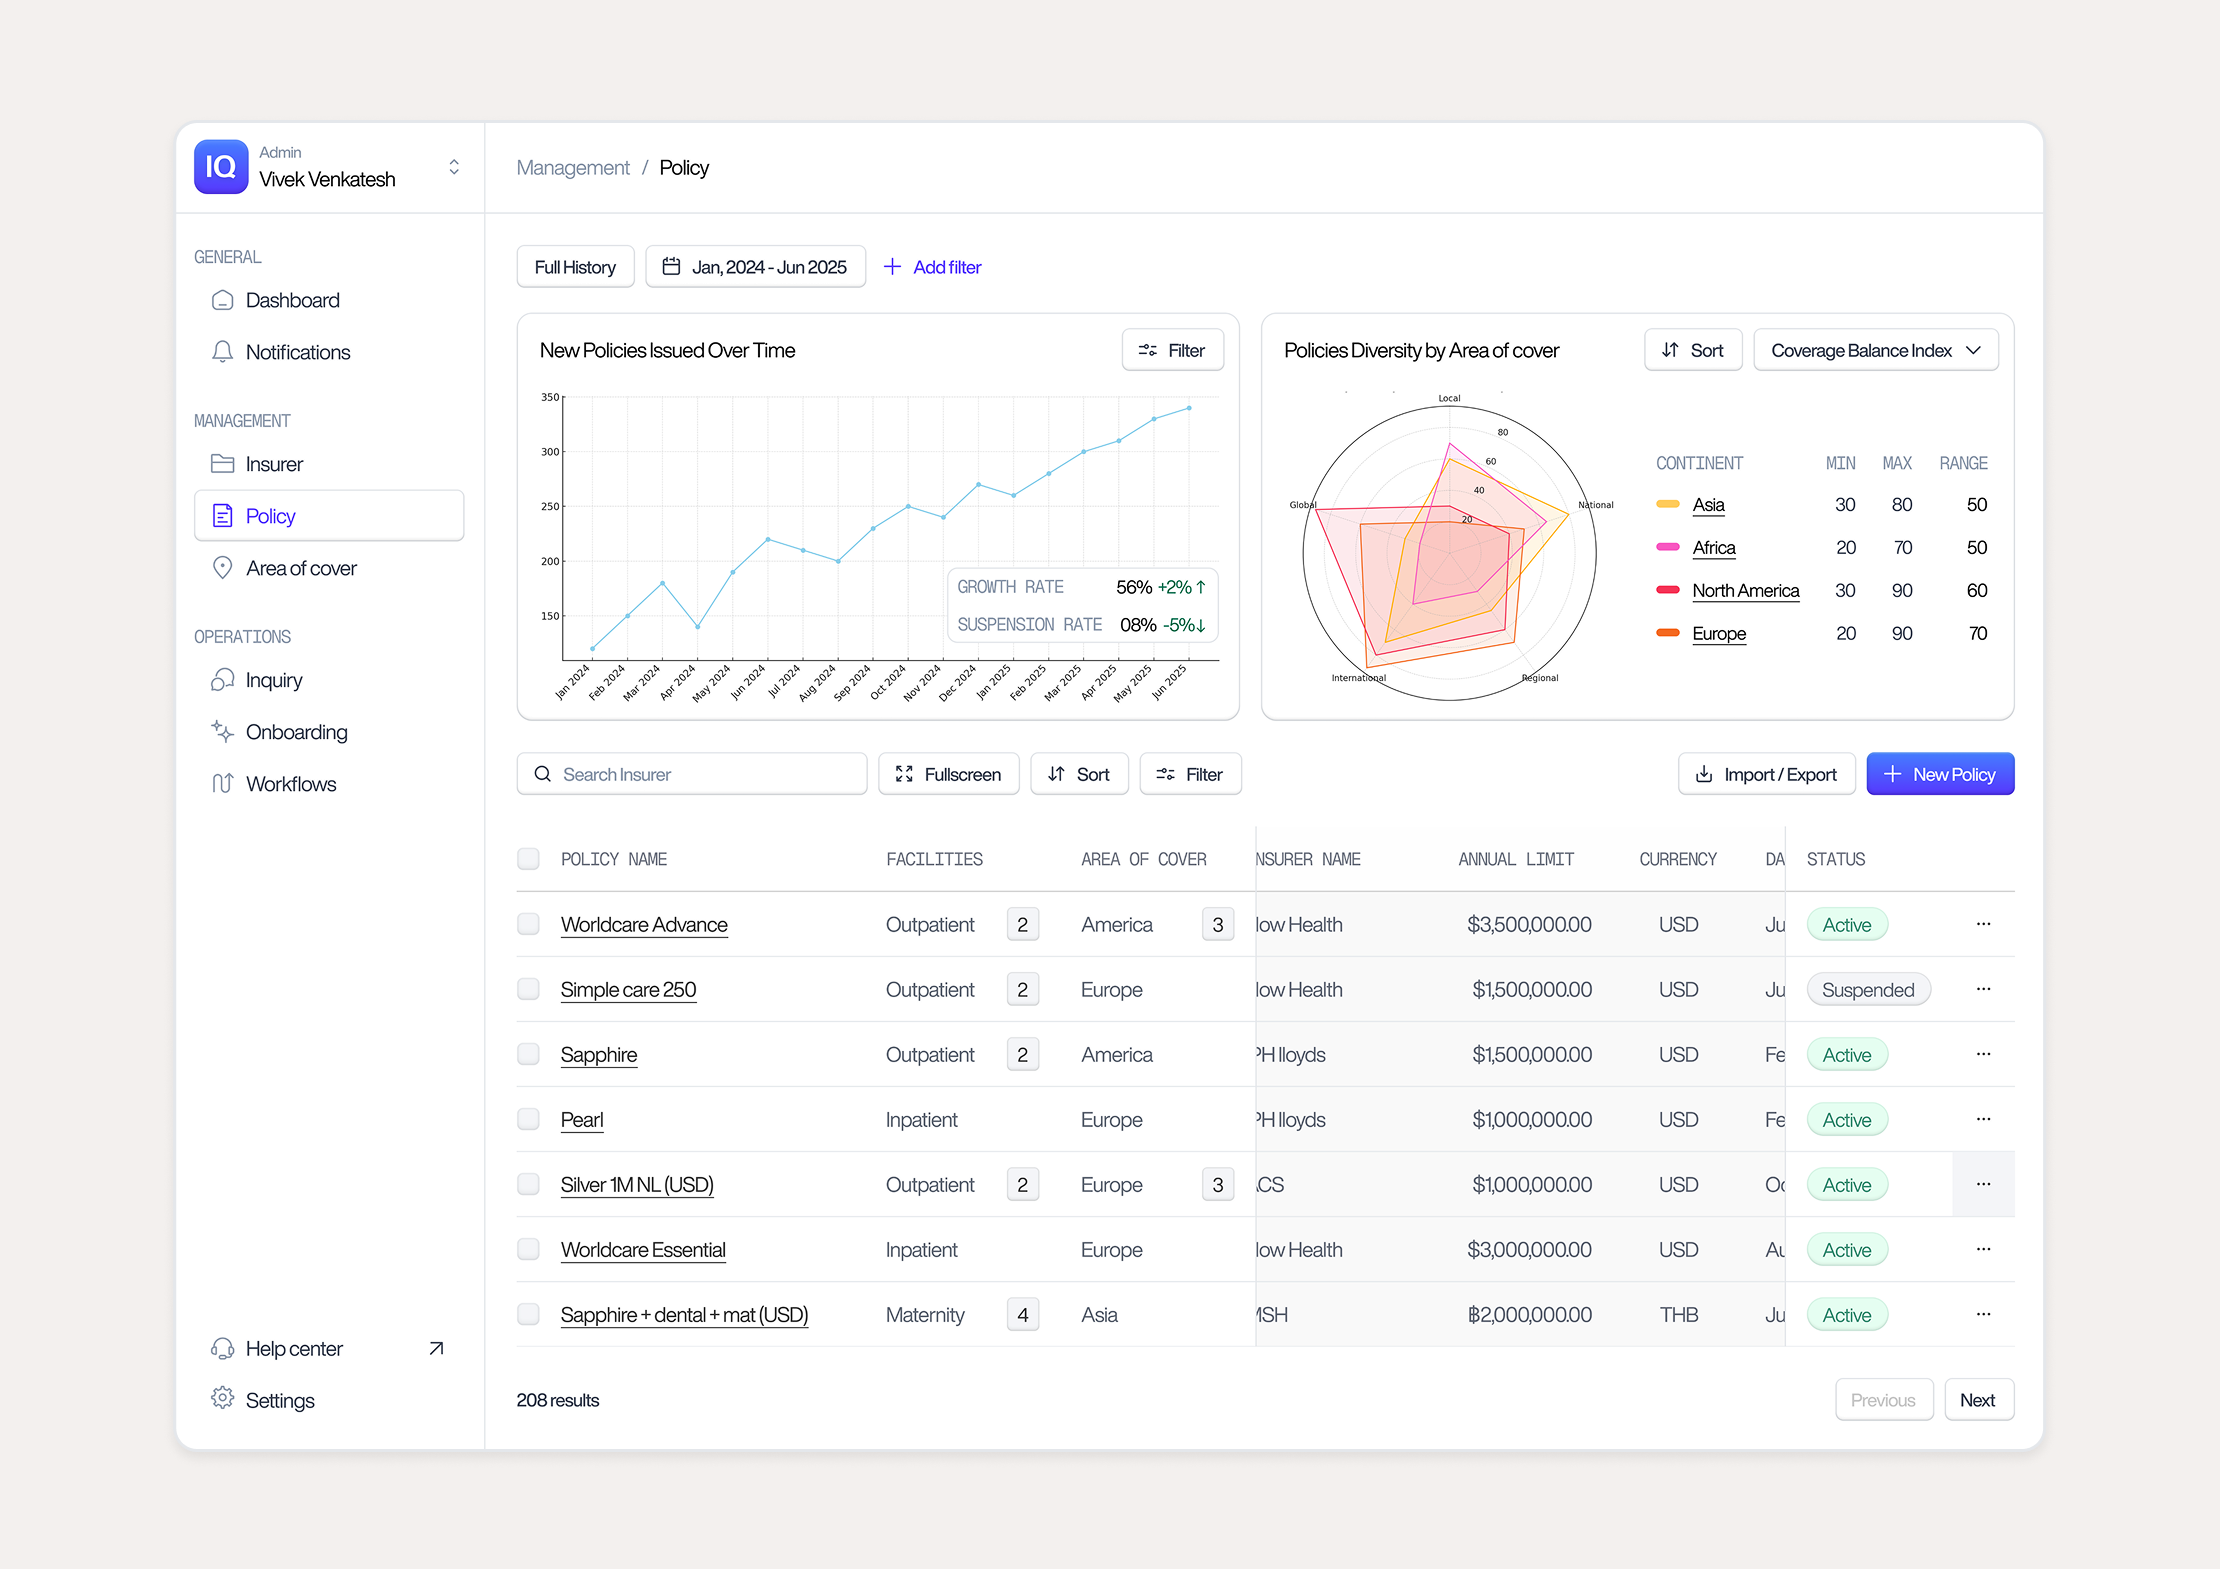 IQ
Admin
Vivek Venkatesh
Management / Policy
GENERAL
Dashboard
Notifications
MANAGEMENT
Insurer
Policy
Area of cover
OPERATIONS
Inquiry
Onboarding
Workflows
Help center
Settings
Full History
Jan, 2024 - Jun 2025
Add filter
New Policies Issued Over Time
Filter
350
300
250
200
150
GROWTH RATE 56% +2% ↑
SUSPENSION RATE 08% -5%↓
Jan 2024 Feb 2024 Mar 2024 Apr 2024 May 2024 Jun 2024 Jul 2024 Aug 2024 Sep 2024 Oct 2024 Nov 2024 Dec 2024 Jan 2025 Feb 2025 Mar 2025 Apr 2025 May 2025 Jun 2025
Policies Diversity by Area of cover
Sort
Coverage Balance Index
Local
80
60
40
20
Global
National
International
Regional
CONTINENT MIN MAX RANGE
Asia 30 80 50
Africa 20 70 50
North America 30 90 60
Europe 20 90 70
Search Insurer
Fullscreen
Sort
Filter
Import / Export
New Policy
POLICY NAME FACILITIES AREA OF COVER NSURER NAME ANNUAL LIMIT CURRENCY DA STATUS
Worldcare Advance Outpatient 2 America 3 low Health $3,500,000.00 USD Ju Active ...
Simple care 250 Outpatient 2 Europe low Health $1,500,000.00 USD Ju Suspended ...
Sapphire Outpatient 2 America PH lloyds $1,500,000.00 USD Fe Active ...
Pearl Inpatient Europe PH lloyds $1,000,000.00 USD Fe Active ...
Silver 1M NL (USD) Outpatient 2 Europe 3 CS $1,000,000.00 USD Oc Active ...
Worldcare Essential Inpatient Europe low Health $3,000,000.00 USD Au Active ...
Sapphire + dental + mat (USD) Maternity 4 Asia MSH ฿2,000,000.00 THB Ju Active ...
208 results
Previous
Next